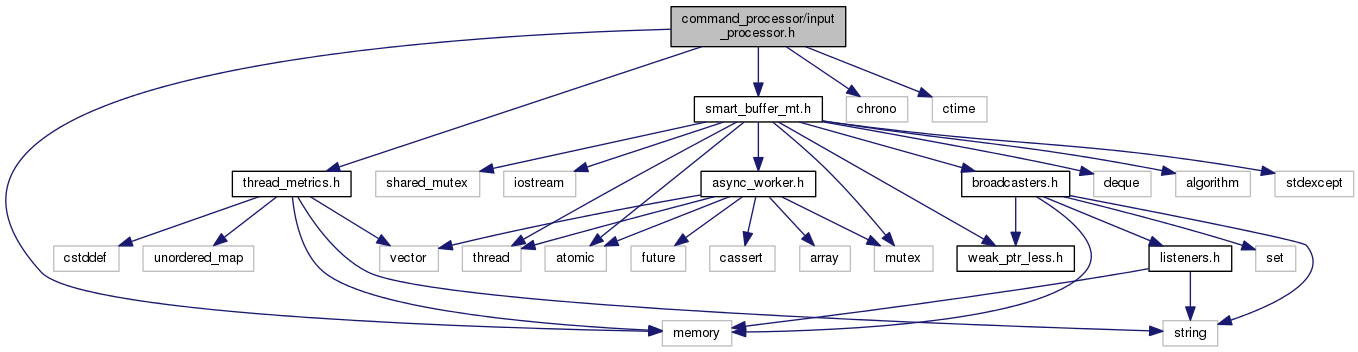 command_processor/input
_processor.h
smart_buffer_mt.h
chrono
ctime
thread_metrics.h
shared_mutex
iostream
async_worker.h
broadcasters.h
deque
algorithm
stdexcept
cstddef
unordered_map
vector
thread
atomic
future
cassert
array
mutex
weak_ptr_less.h
listeners.h
set
memory
string